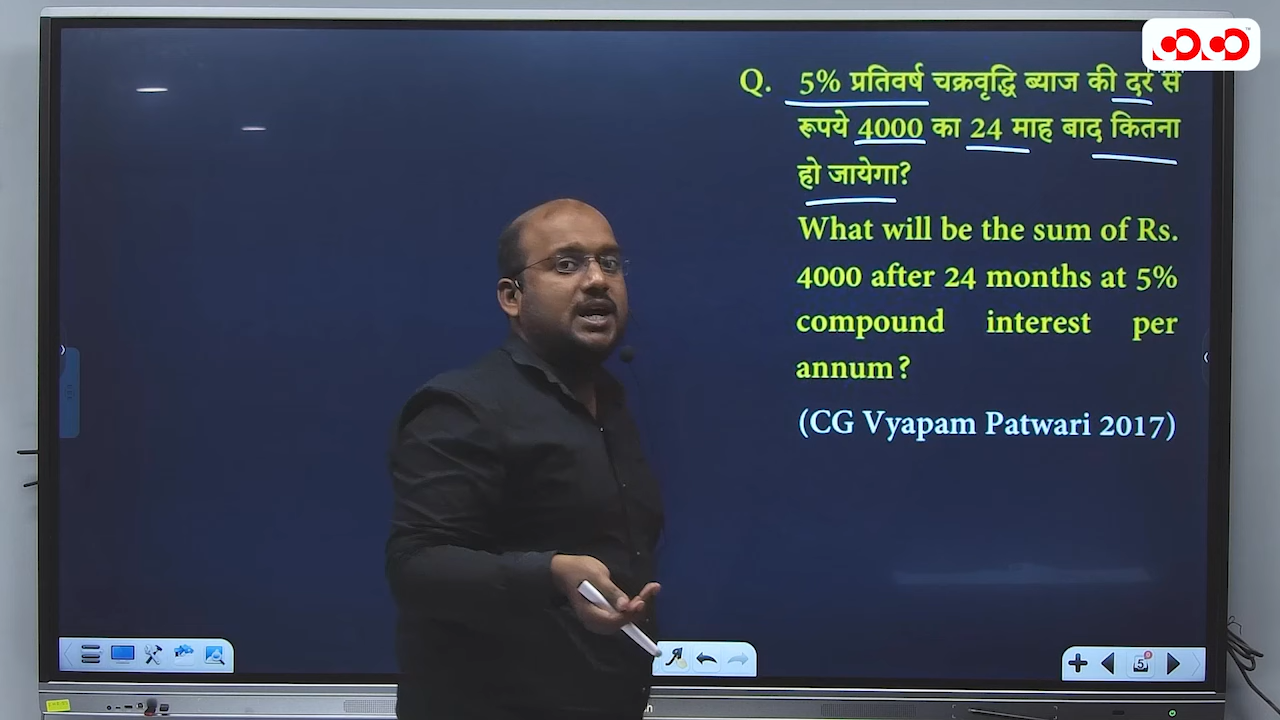 Q. 5% प्रतिवर्ष चक्रवृद्धि ब्याज की दर से
रूपये 4000 का 24 माह बाद कितना
हो जायेगा?
What will be the sum of Rs.
4000 after 24 months at 5%
compound interest per
annum?
(CG Vyapam Patwari 2017)
5